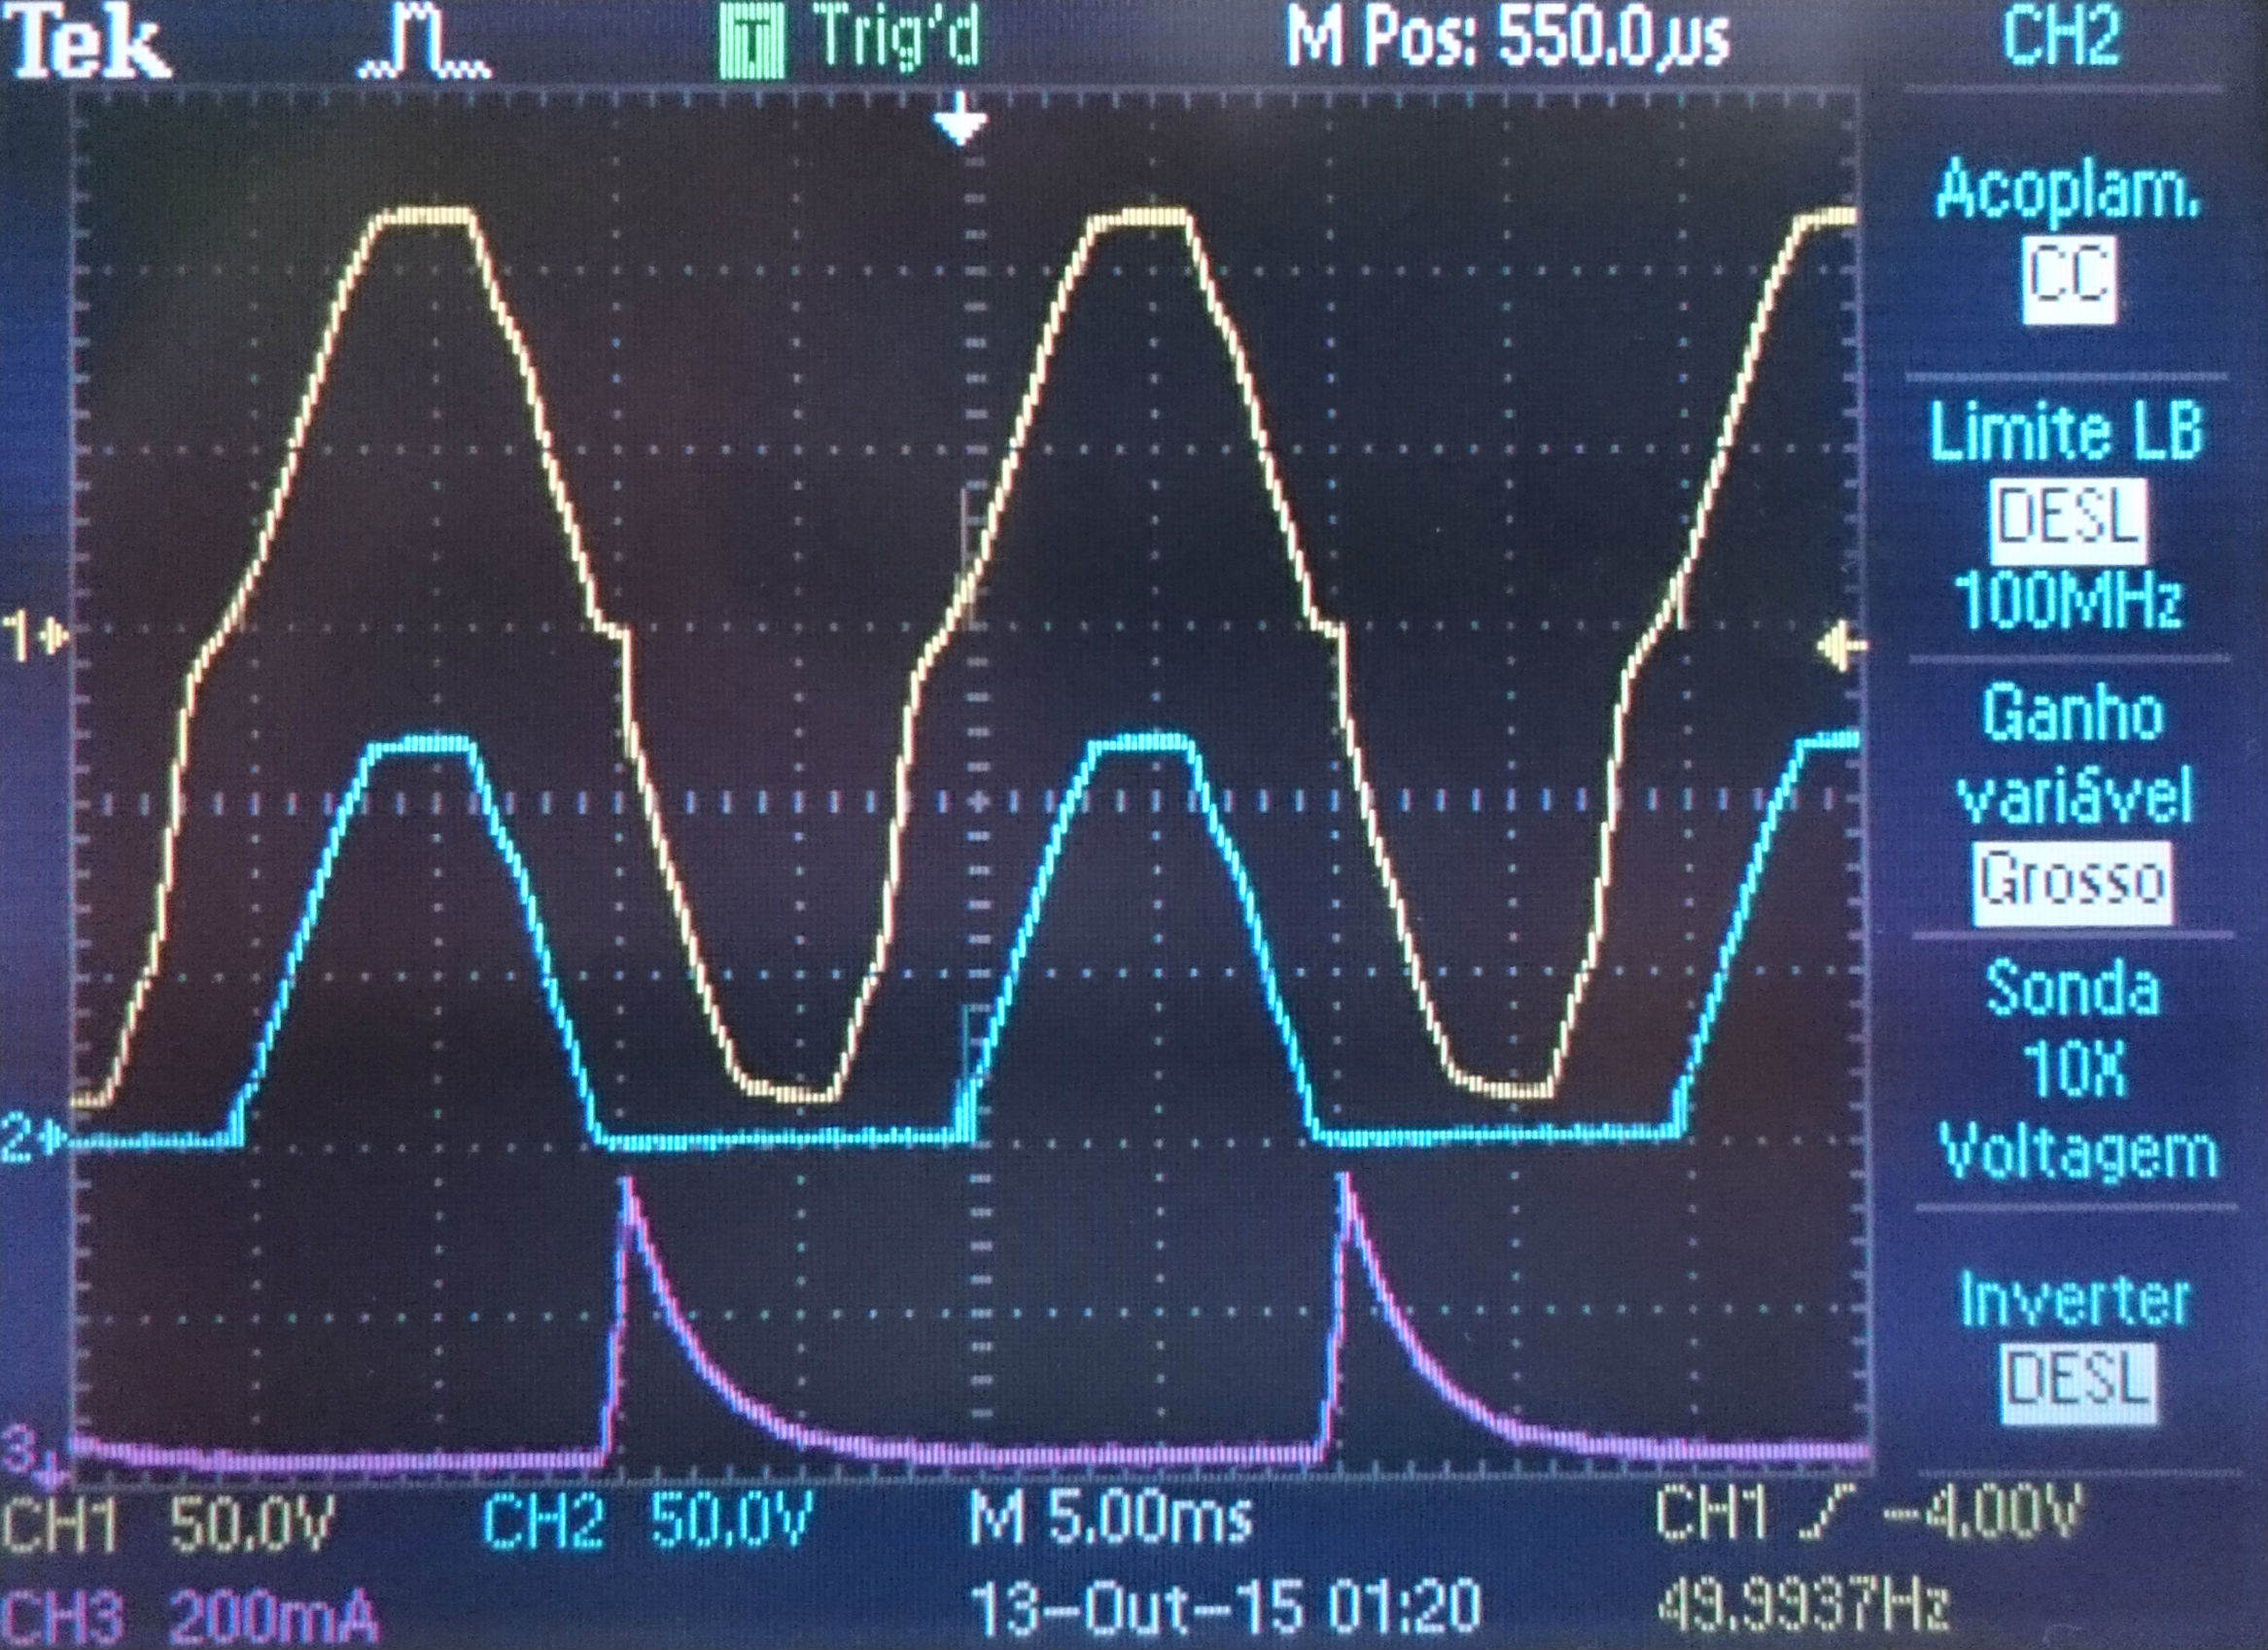 Tek Trig'd M Pos: 550.0µs CH2
T
Acoplam.
CC
Limite LB
DESL
100MHz
Ganho
variável
Grosso
Sonda
10X
Voltagem
Inverter
DESL
1
2
3
CH1 50.0V CH2 50.0V M 5.00ms CH1 -4.00V
CH3 200mA 13-Out-15 01:20 49.9937Hz